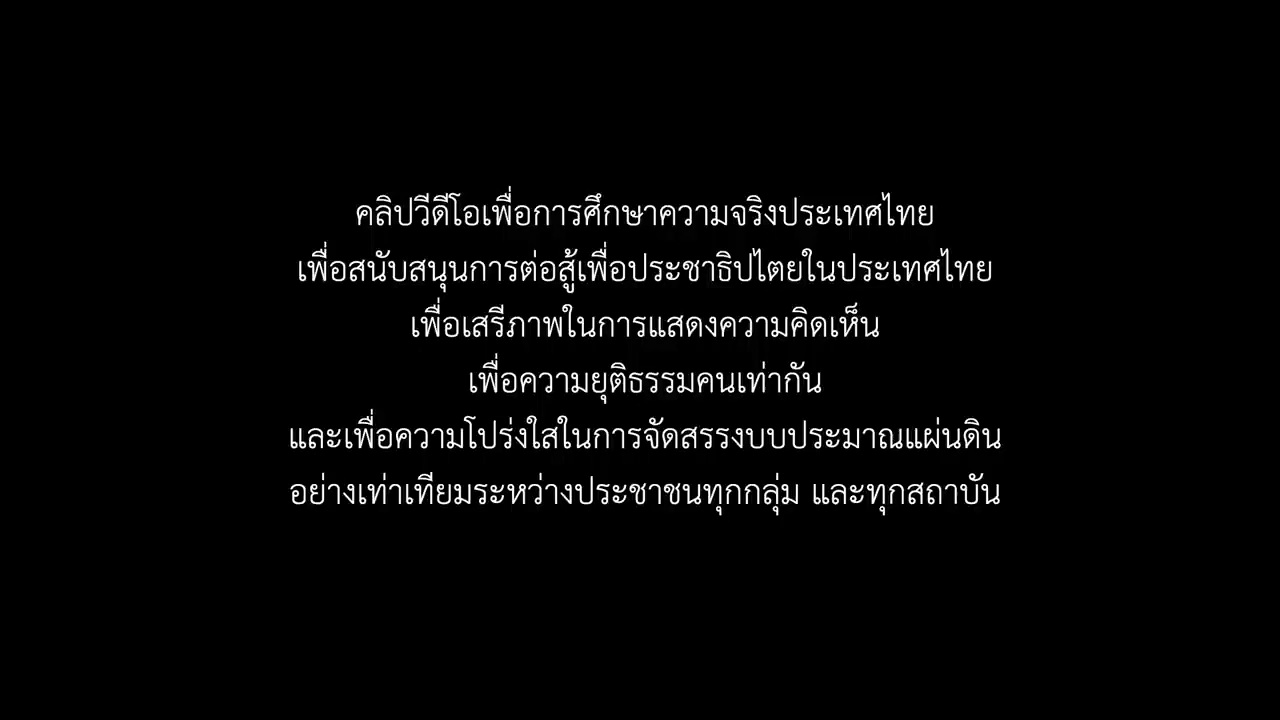 คลิปวีดีโอเพื่อการศึกษาความจริงประเทศไทย
เพื่อสนับสนุนการต่อสู้เพื่อประชาธิปไตยในประเทศไทย
เพื่อเสรีภาพในการแสดงความคิดเห็น
เพื่อความยุติธรรมคนเท่ากัน
และเพื่อความโปร่งใสในการจัดสรรงบบประมาณแผ่นดิน
อย่างเท่าเทียมระหว่างประชาชนทุกกลุ่ม และทุกสถาบัน